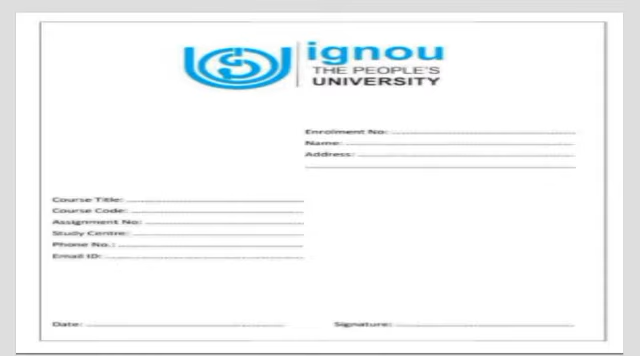 ignou
THE PEOPLE'S
UNIVERSITY
Enrolment No:
Name:
Address:
Course Title:
Course Code:
Assignment No:
Study Centre:
Phone No.:
Email ID:
Date:
Signature: